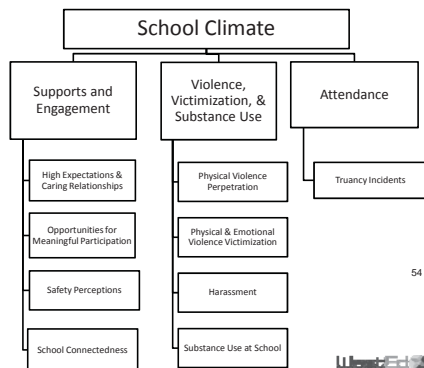 School Climate
Supports and
Engagement
High Expectations &
Caring Relationships
Opportunities for
Meaningful Participation
Safety Perceptions
School Connectedness
Violence,
Victimization, &
Substance Use
Physical Violence
Perpetration
Physical & Emotional
Violence Victimization
Harassment
Substance Use at School
Attendance
Truancy Incidents
54
WestEd